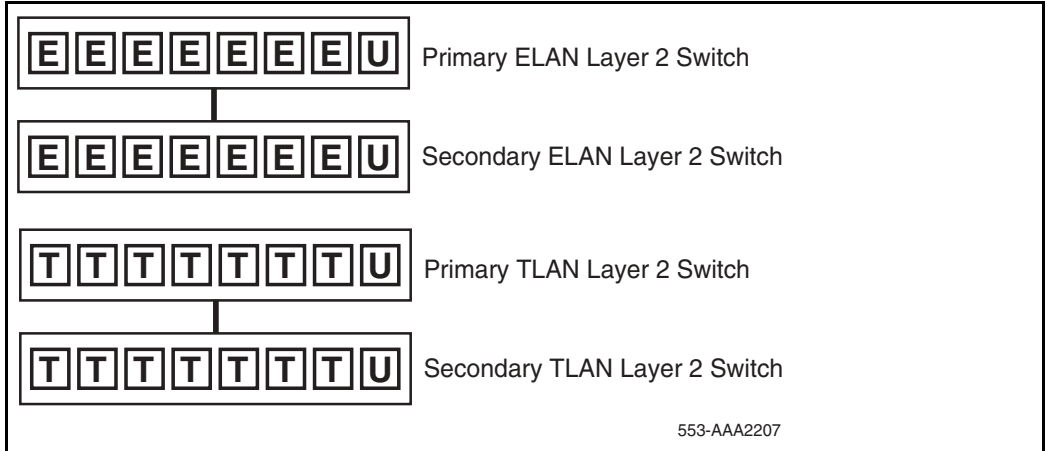 E E E E E E E U Primary ELAN Layer 2 Switch
E E E E E E E U Secondary ELAN Layer 2 Switch
T T T T T T T U Primary TLAN Layer 2 Switch
T T T T T T T U Secondary TLAN Layer 2 Switch
553-AAA2207